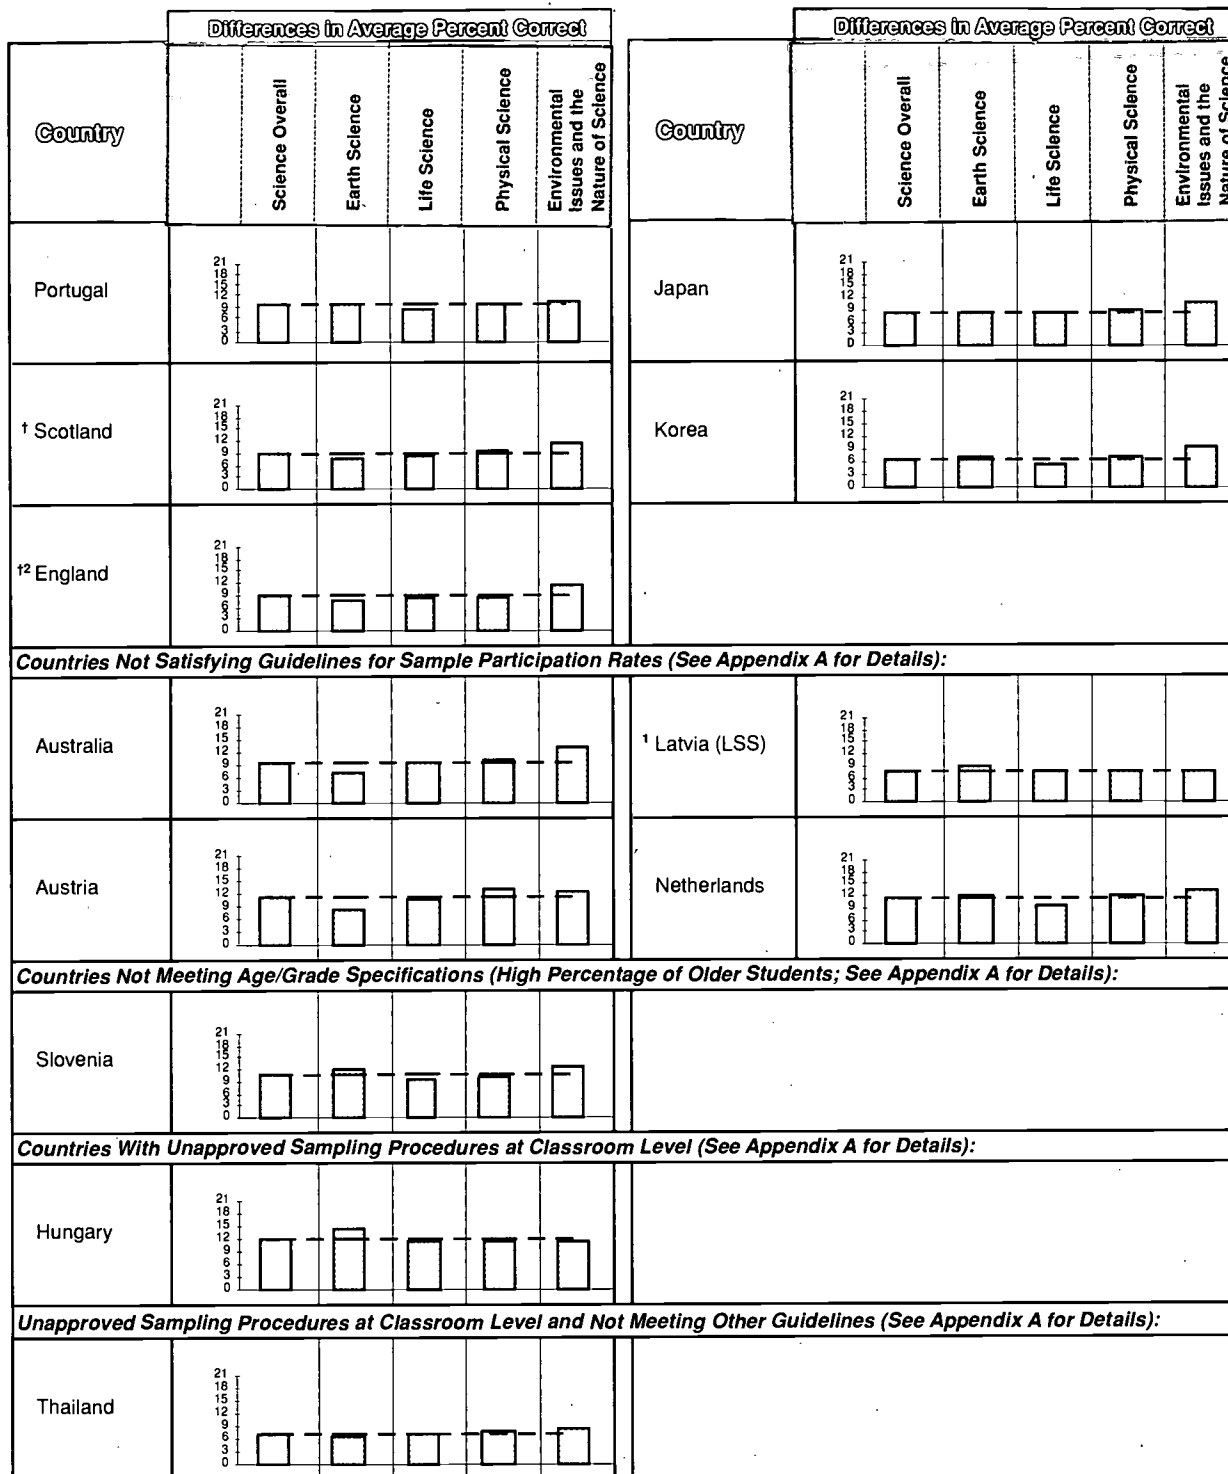 Differences in Average Percent Correct
Country
Science Overall
Earth Science
Life Science
Physical Science
Environmental
Issues and the
Nature of Science
Differences in Average Percent Correct
Country
Science Overall
Earth Science
Life Science
Physical Science
Environmental
Issues and the
Nature of Science
Portugal
21
18
15
12
9
6
3
0
Japan
21
18
15
12
9
6
3
0
† Scotland
21
18
15
12
9
6
3
0
Korea
21
18
15
12
9
6
3
0
†2 England
21
18
15
12
9
6
3
0
Countries Not Satisfying Guidelines for Sample Participation Rates (See Appendix A for Details):
Australia
21
18
15
12
9
6
3
0
1 Latvia (LSS)
21
18
15
12
9
6
3
0
Austria
21
18
15
12
9
6
3
0
Netherlands
21
18
15
12
9
6
3
0
Countries Not Meeting Age/Grade Specifications (High Percentage of Older Students; See Appendix A for Details):
Slovenia
21
18
15
12
9
6
3
0
Countries With Unapproved Sampling Procedures at Classroom Level (See Appendix A for Details):
Hungary
21
18
15
12
9
6
3
0
Unapproved Sampling Procedures at Classroom Level and Not Meeting Other Guidelines (See Appendix A for Details):
Thailand
21
18
15
12
9
6
3
0